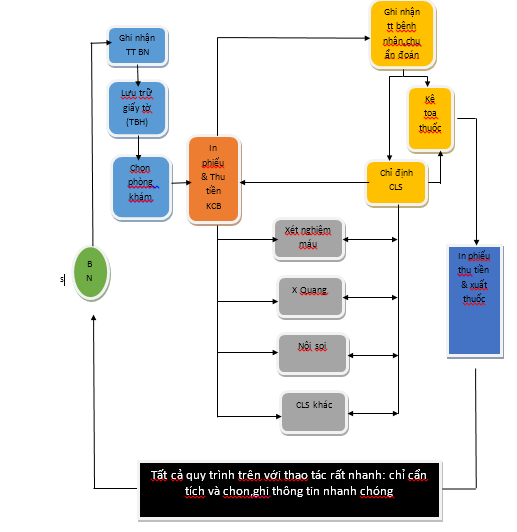 Ghi nhận
TT BN
Lưu trữ
giấy tờ
(TBH)
Chọn
phòng
khám
In
phiếu
& Thu
tiền
KCB
Ghi nhận
tt bệnh
nhân,chu
ẩn đoán
Kê
toa
thuốc
Chỉ định
CLS
Xét nghiệm
máu
X Quang
Nội soi
CLS khác
In phiếu
thu tiền
& xuất
thuốc
B
N
s
Tất cả quy trình trên với thao tác rất nhanh: chỉ cần
tích và chọn,ghi thông tin nhanh chóng